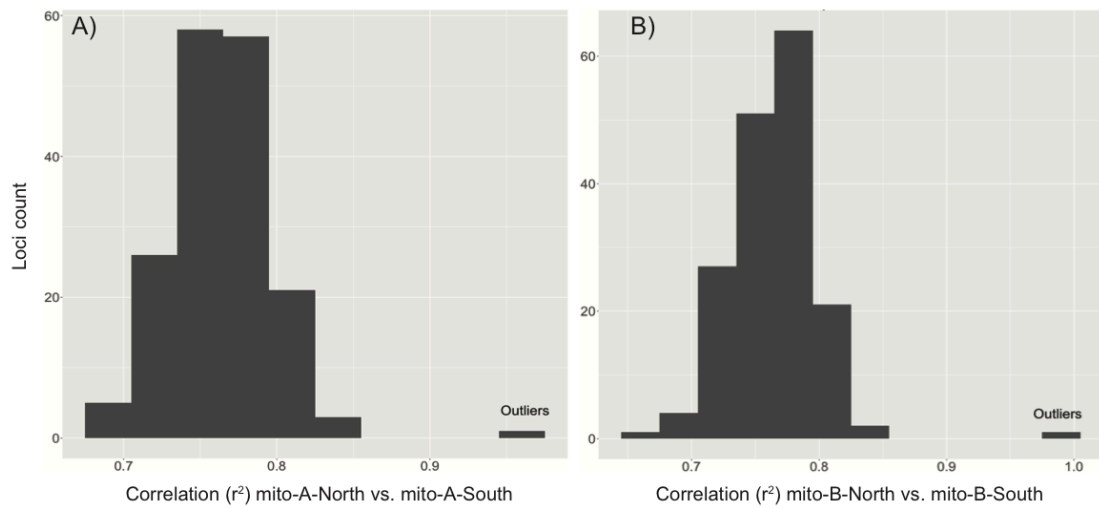 A)
60
40
20
0
Loci count
Outliers
0.7 0.8 0.9
Correlation (r²) mito-A-North vs. mito-A-South
B)
60
40
20
0
Outliers
0.7 0.8 0.9 1.0
Correlation (r²) mito-B-North vs. mito-B-South